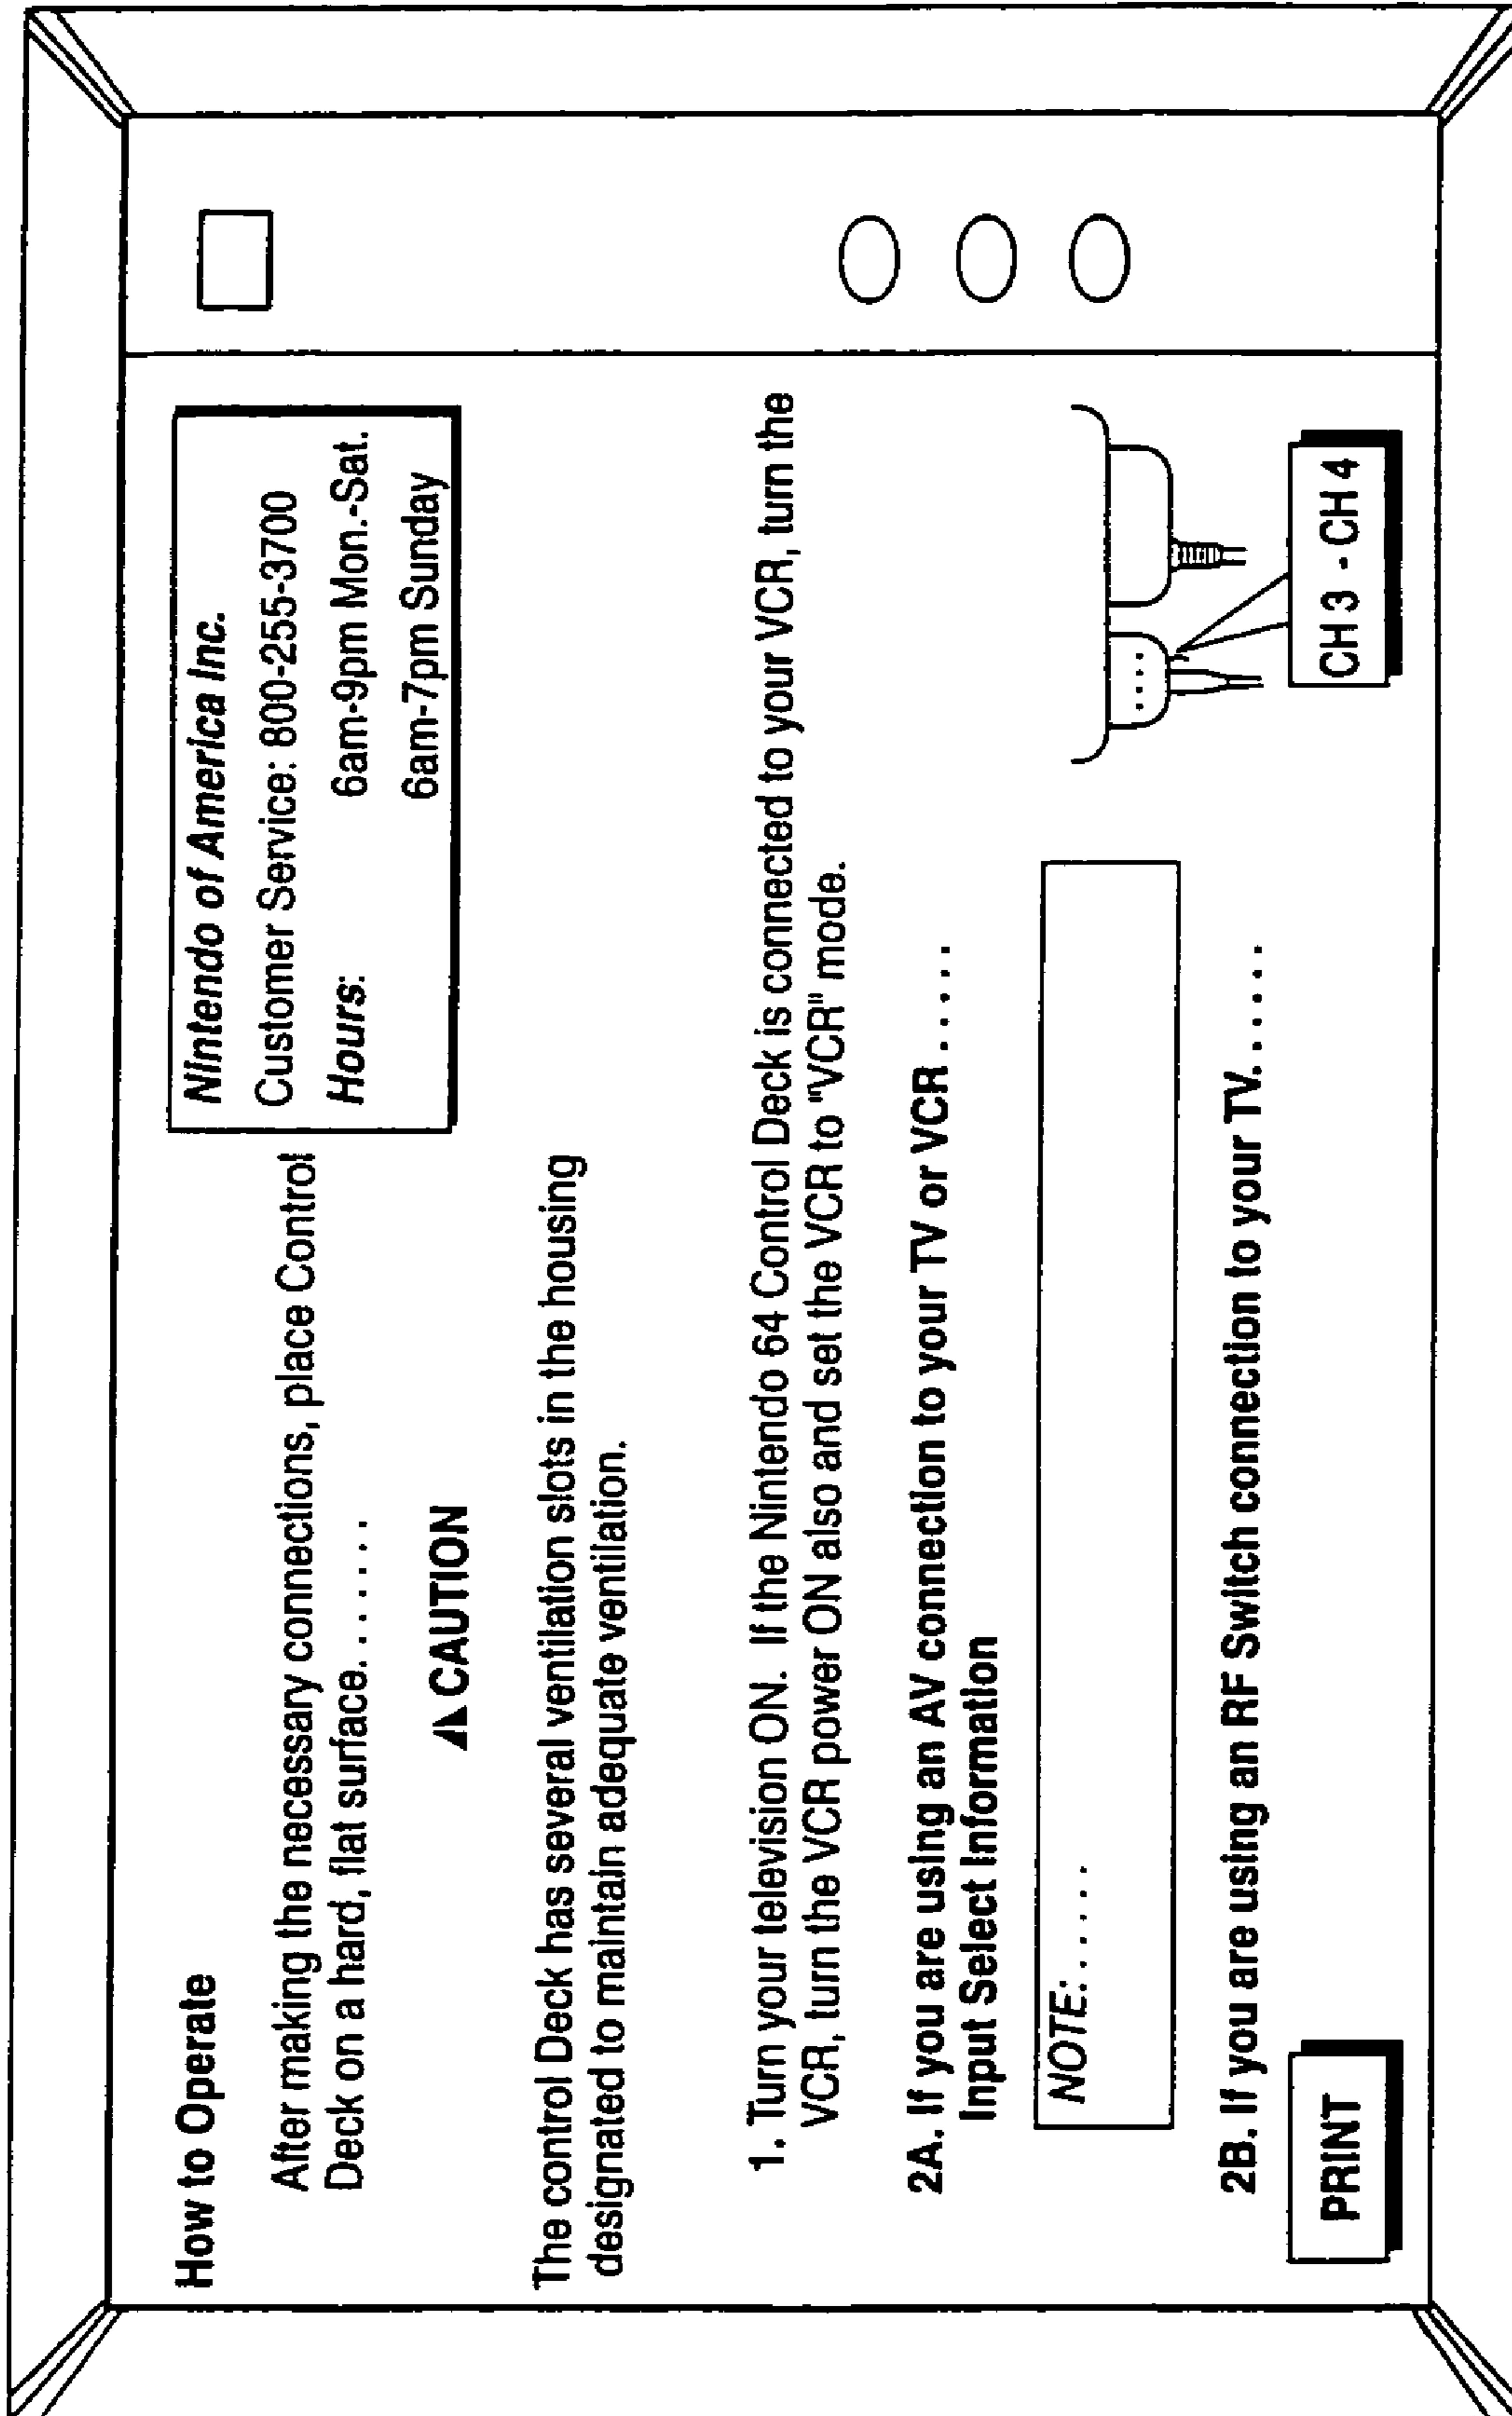 How to Operate
Nintendo of America Inc.
Customer Service: 800-255-3700
Hours: 6am-9pm Mon.-Sat.
6am-7pm Sunday
After making the necessary connections, place Control
Deck on a hard, flat surface.......
CAUTION
The control Deck has several ventilation slots in the housing
designated to maintain adequate ventilation.
1. Turn your television ON. If the Nintendo 64 Control Deck is connected to your VCR, turn the
VCR, turn the VCR power ON also and set the VCR to "VCR" mode.
2A. If you are using an AV connection to your TV or VCR.....
Input Select Information
NOTE:.....
2B. If you are using an RF Switch connection to your TV......
PRINT
CH 3 - CH 4